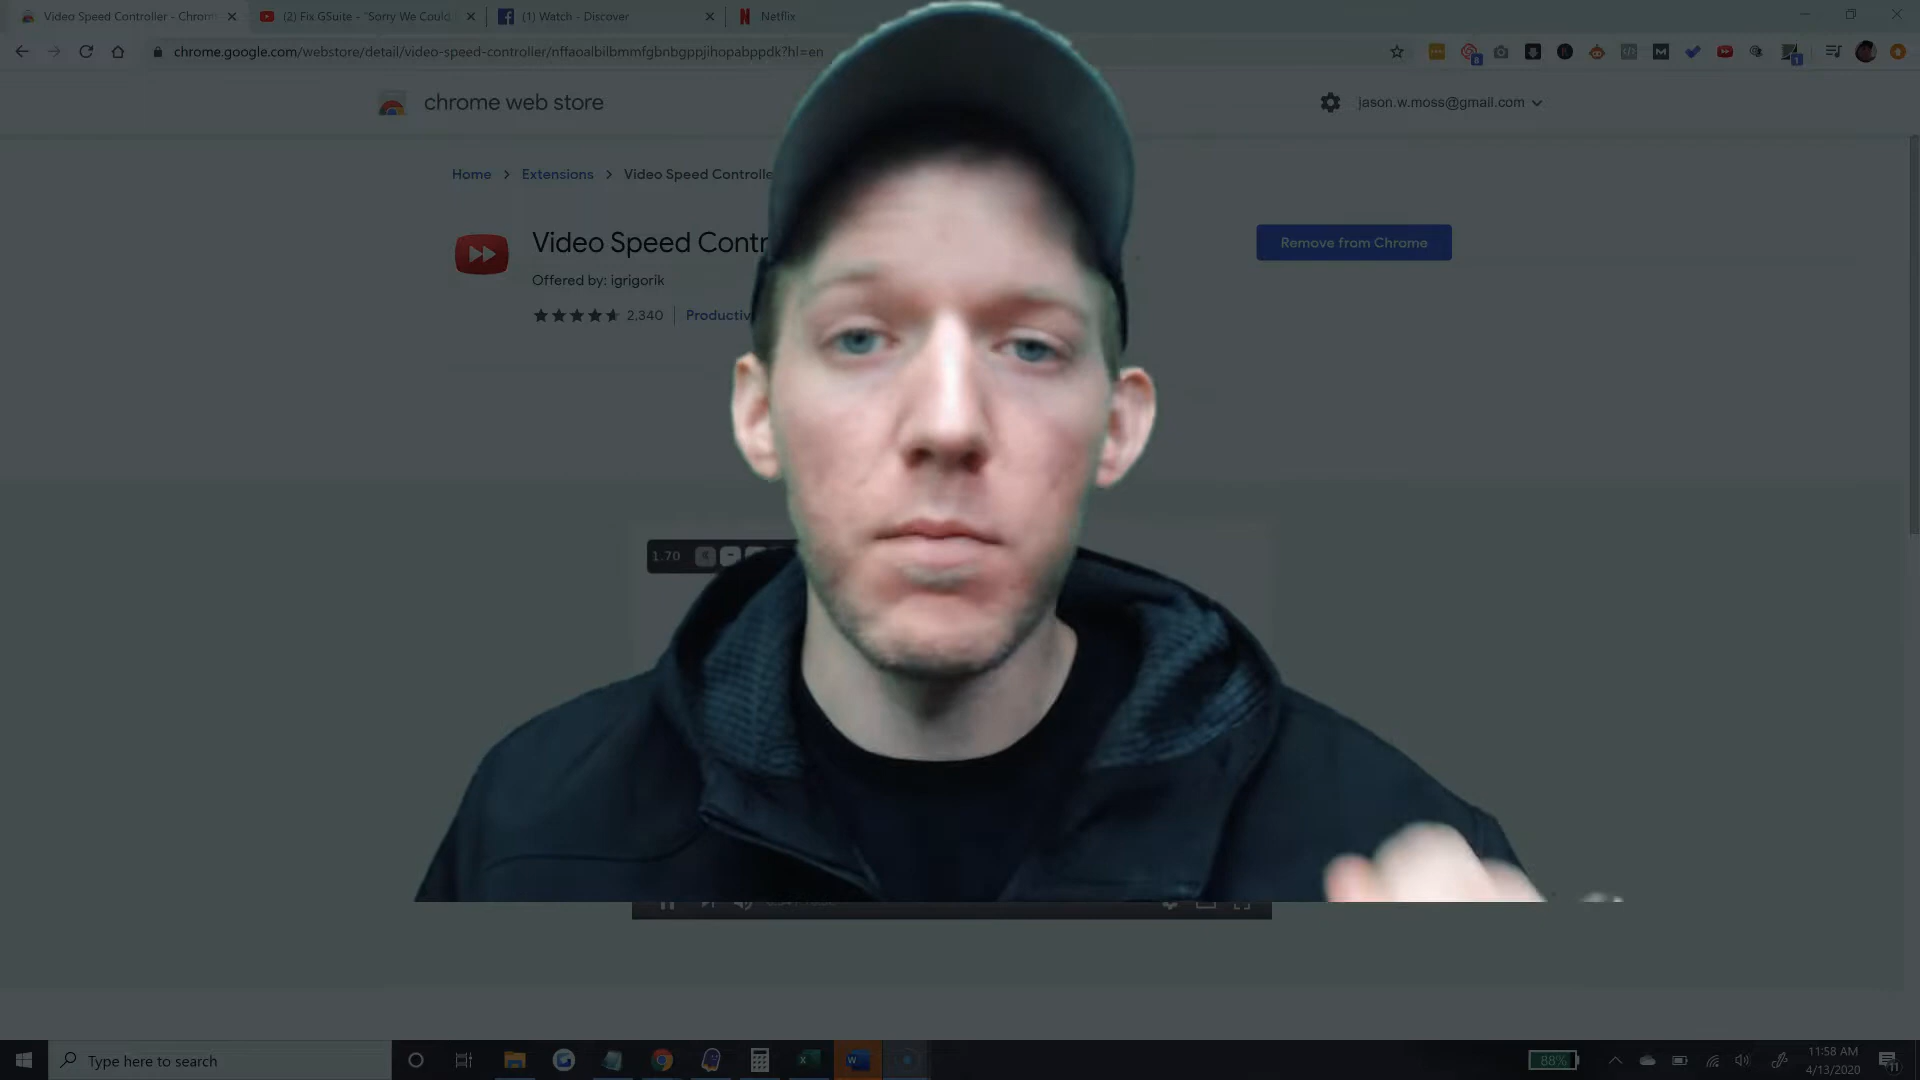 Video Speed Controller - Chrom
(2) Fix GSuite - "Sorry We Could
(1) Watch - Discover
Netflix
chrome.google.com/webstore/detail/video-speed-controller/nffaoalbilbmmfgbnbgppjihopabppdk?hl=en
chrome web store
jason.w.moss@gmail.com
Home > Extensions > Video Speed Controlle
Video Speed Contr
Remove from Chrome
Offered by: igrigorik
2,340
Productiv
1.70
Type here to search
88%
11:58 AM
4/13/2020
11